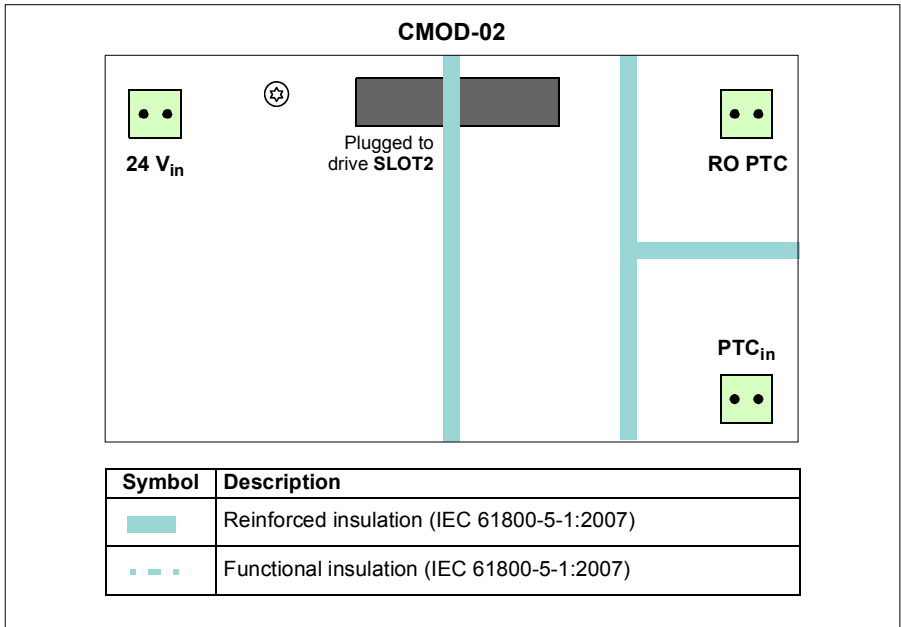 CMOD-02
24 Vin
Plugged to
drive SLOT2
RO PTC
PTCin
Symbol Description
Reinforced insulation (IEC 61800-5-1:2007)
Functional insulation (IEC 61800-5-1:2007)